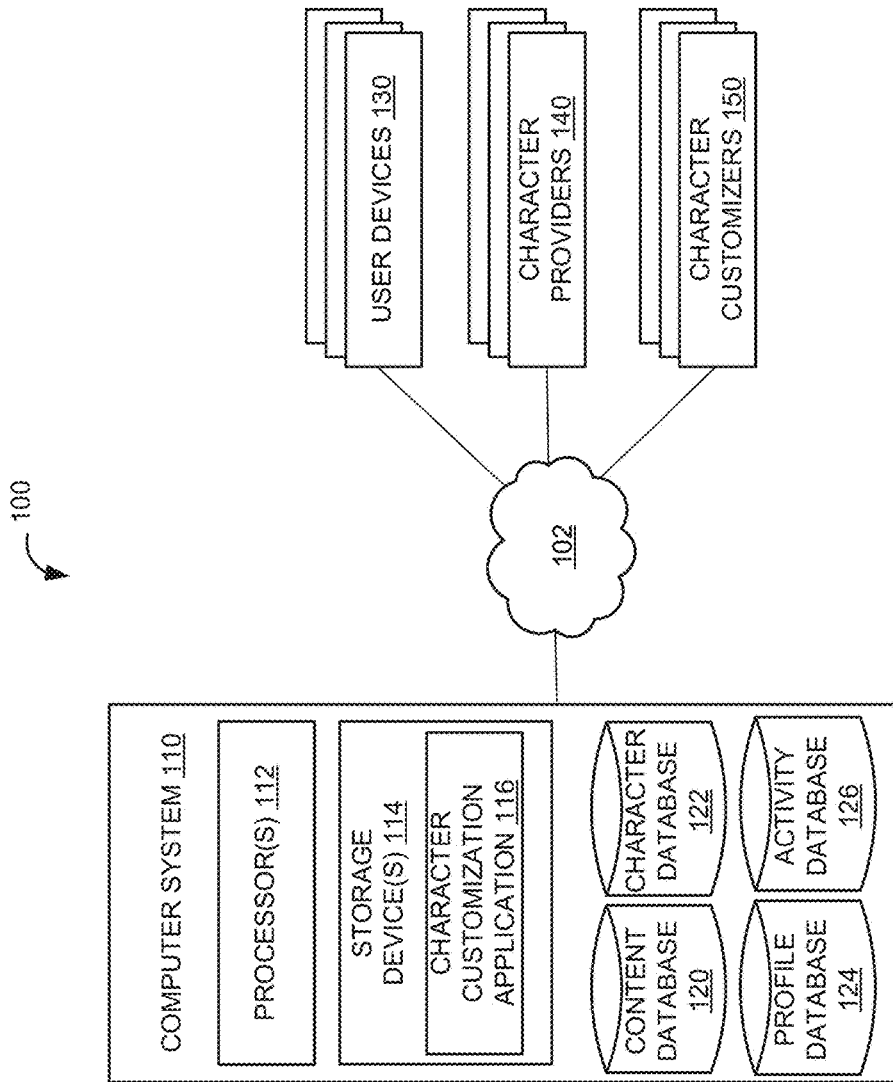 100
COMPUTER SYSTEM 110
PROCESSOR(S) 112
STORAGE
DEVICE(S) 114
CHARACTER
CUSTOMIZATION
APPLICATION 116
CONTENT
DATABASE
120
CHARACTER
DATABASE
122
PROFILE
DATABASE
124
ACTIVITY
DATABASE
126
102
USER DEVICES 130
CHARACTER
PROVIDERS 140
CHARACTER
CUSTOMIZERS 150